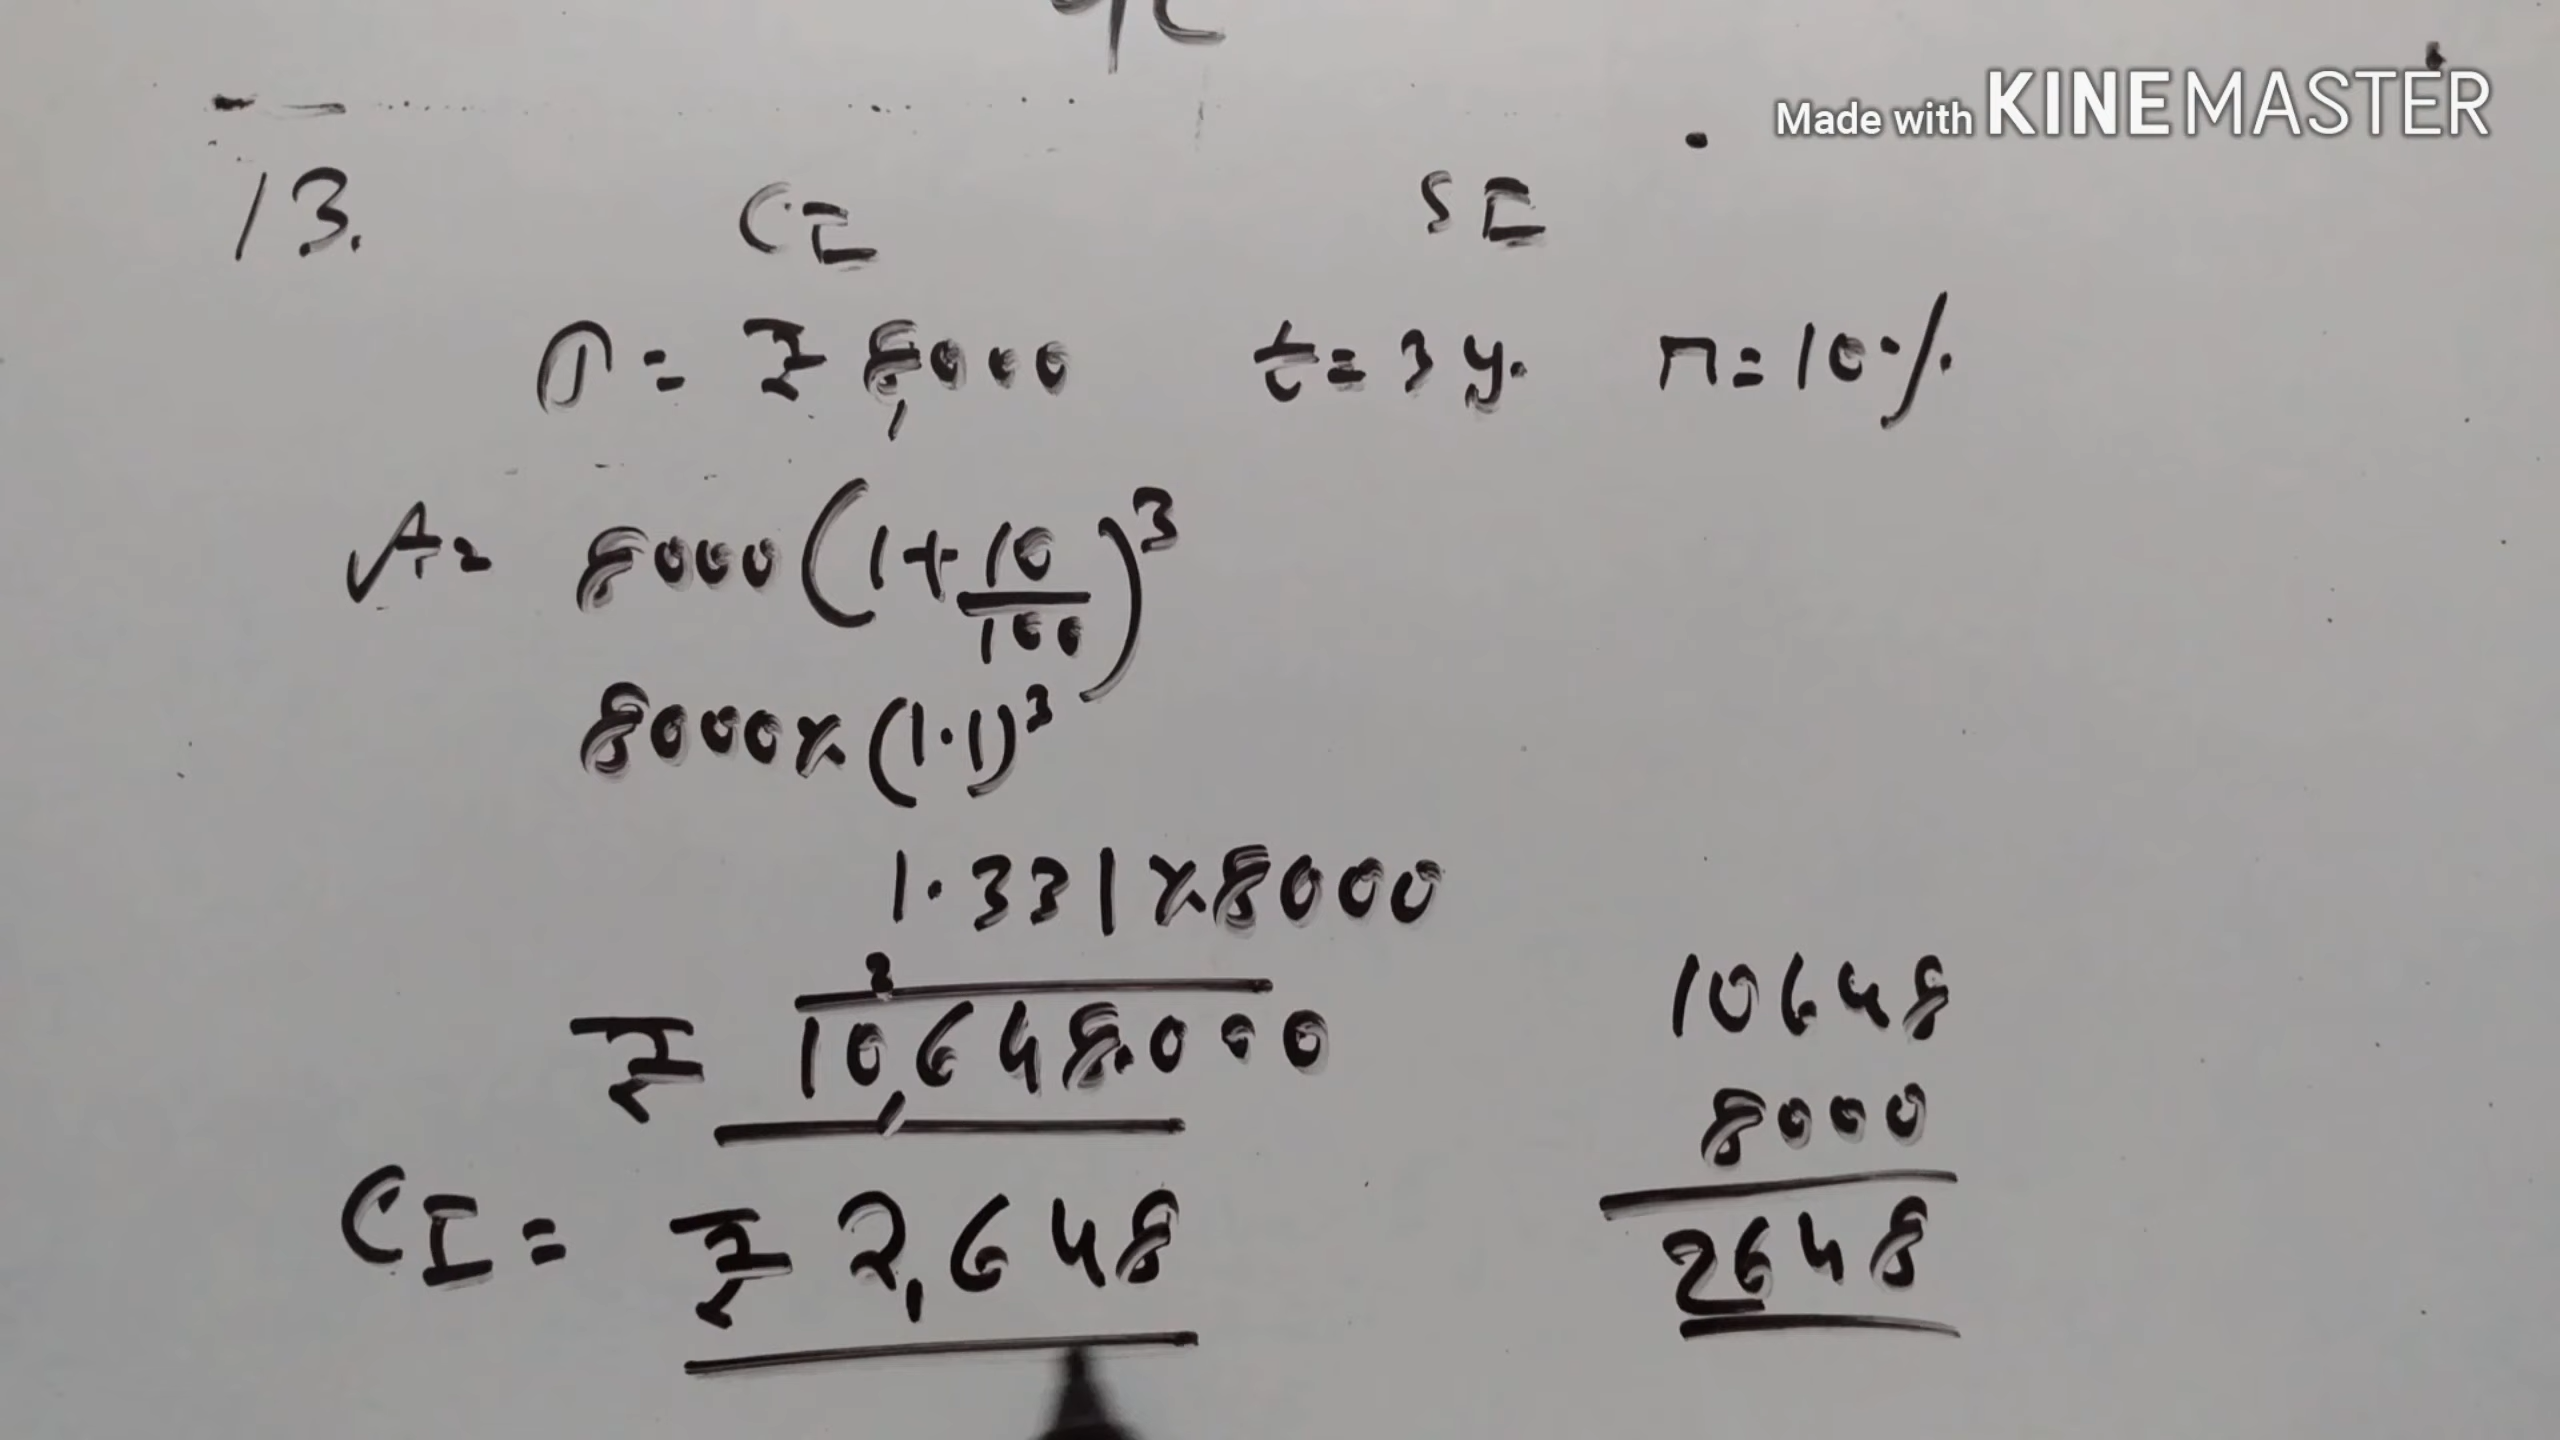 Made with KINEMASTER
13. CI SI
P = ₹ 8,000 t = 3 y. n = 10%
A = 8000 (1 + 10/100)³
8000 x (1.1)³
1.331 x 8000
2
₹ 10,648.000
10648
8000
CI = ₹ 2,648
2648